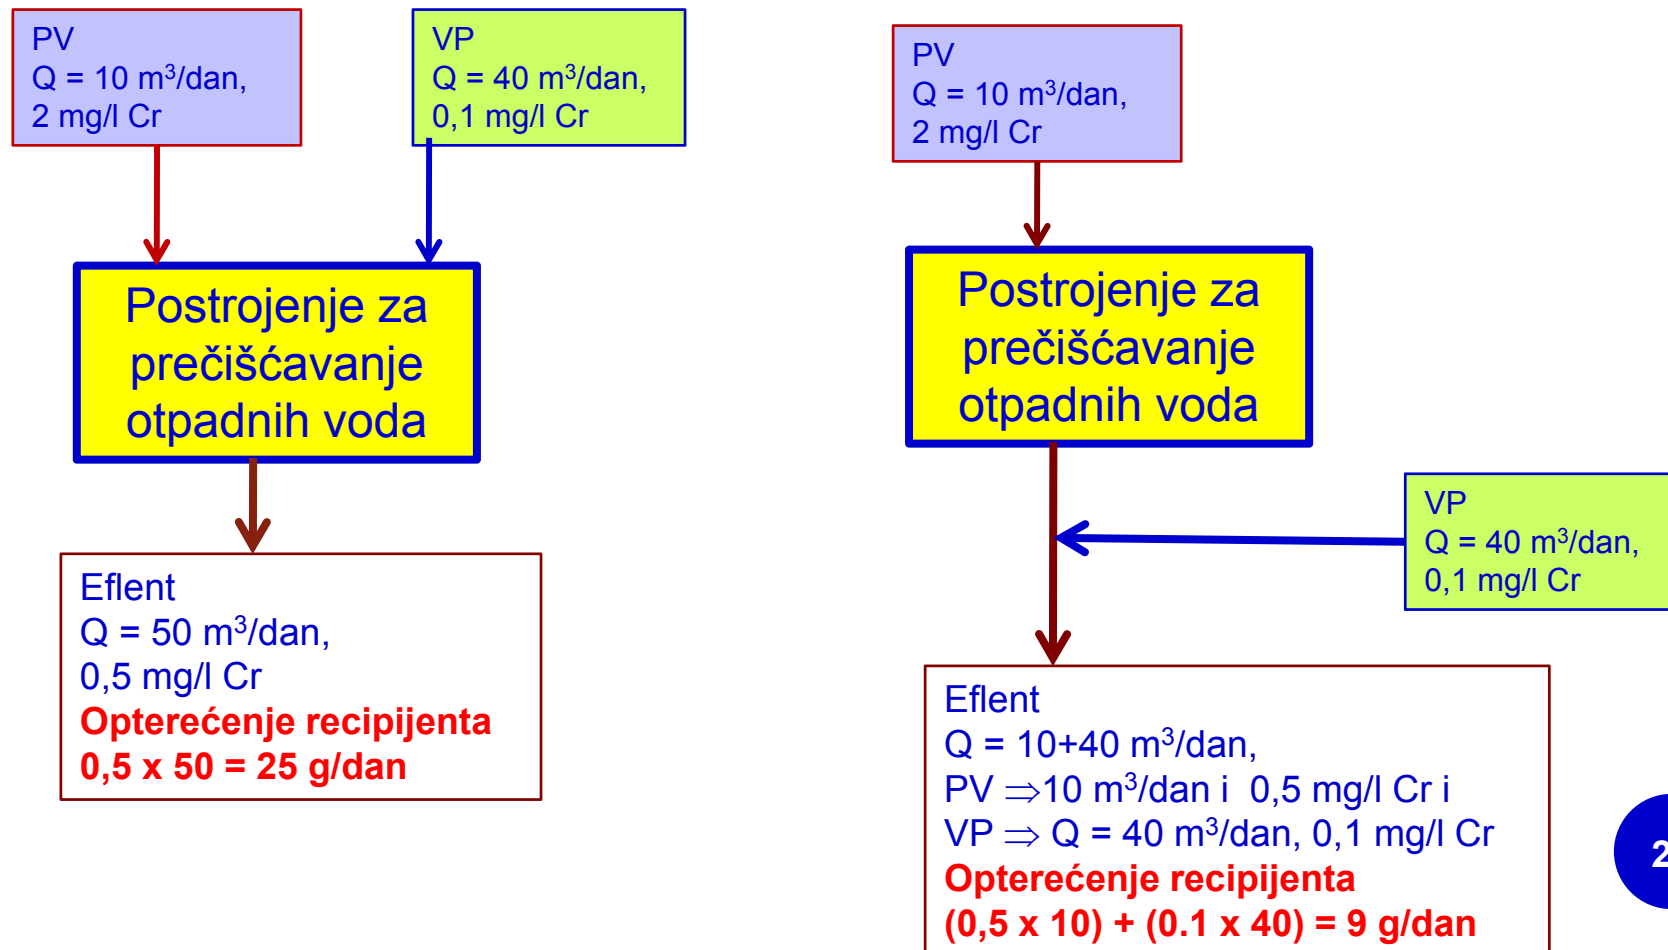 PV
Q = 10 m³/dan,
2 mg/l Cr
VP
Q = 40 m³/dan,
0,1 mg/l Cr
Postrojenje za
prečišćavanje
otpadnih voda
Eflent
Q = 50 m³/dan,
0,5 mg/l Cr
Opterećenje recipijenta
0,5 x 50 = 25 g/dan
PV
Q = 10 m³/dan,
2 mg/l Cr
Postrojenje za
prečišćavanje
otpadnih voda
VP
Q = 40 m³/dan,
0,1 mg/l Cr
Eflent
Q = 10+40 m³/dan,
PV ⇒10 m³/dan i 0,5 mg/l Cr i
VP ⇒ Q = 40 m³/dan, 0,1 mg/l Cr
Opterećenje recipijenta
(0,5 x 10) + (0.1 x 40) = 9 g/dan
2